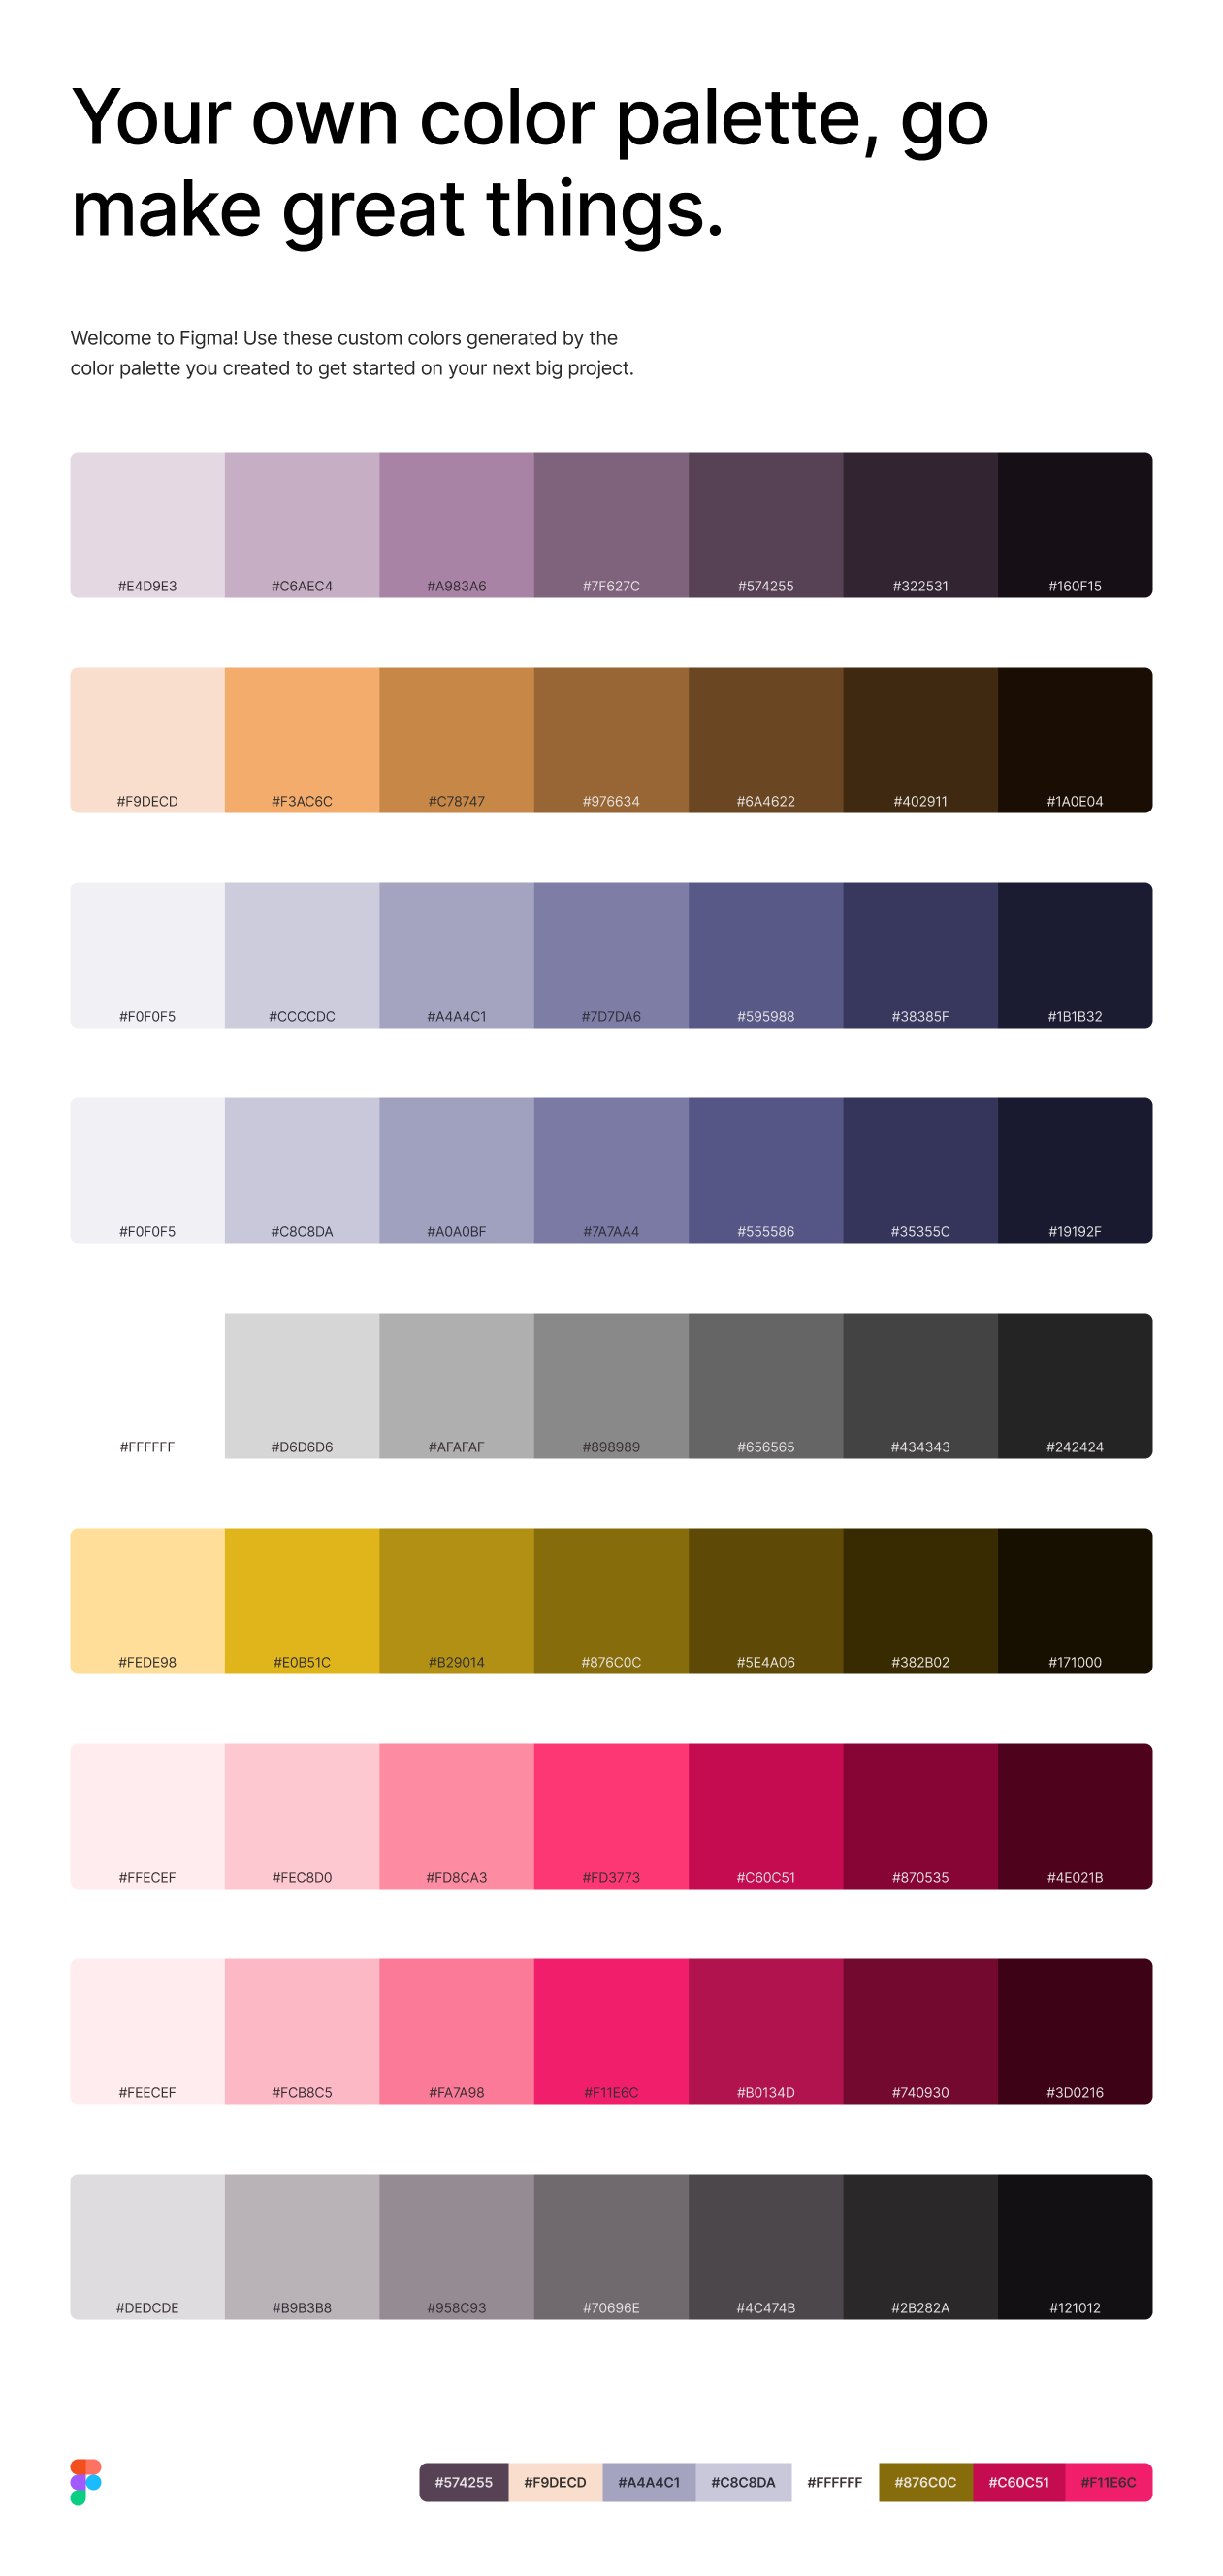 Your own color palette, go
make great things.
Welcome to Figma! Use these custom colors generated by the
color palette you created to get started on your next big project.
#E4D9E3 #C6AEC4 #A983A6 #7F627C #574255 #322531 #160F15
#F9DECD #F3AC6C #C78747 #976634 #6A4622 #402911 #1A0E04
#F0F0F5 #CCCCDC #A4A4C1 #7D7DA6 #595988 #38385F #1B1B32
#F0F0F5 #C8C8DA #A0A0BF #7A7AA4 #555586 #35355C #19192F
#FFFFFF #D6D6D6 #AFAFAF #898989 #656565 #434343 #242424
#FEDE98 #E0B51C #B29014 #876C0C #5E4A06 #382B02 #171000
#FFECEF #FEC8D0 #FD8CA3 #FD3773 #C60C51 #870535 #4E021B
#FEECEF #FCB8C5 #FA7A98 #F11E6C #B0134D #740930 #3D0216
#DEDCDE #B9B3B8 #958C93 #70696E #4C474B #2B282A #121012
#574255 #F9DECD #A4A4C1 #C8C8DA #FFFFFF #876C0C #C60C51 #F11E6C